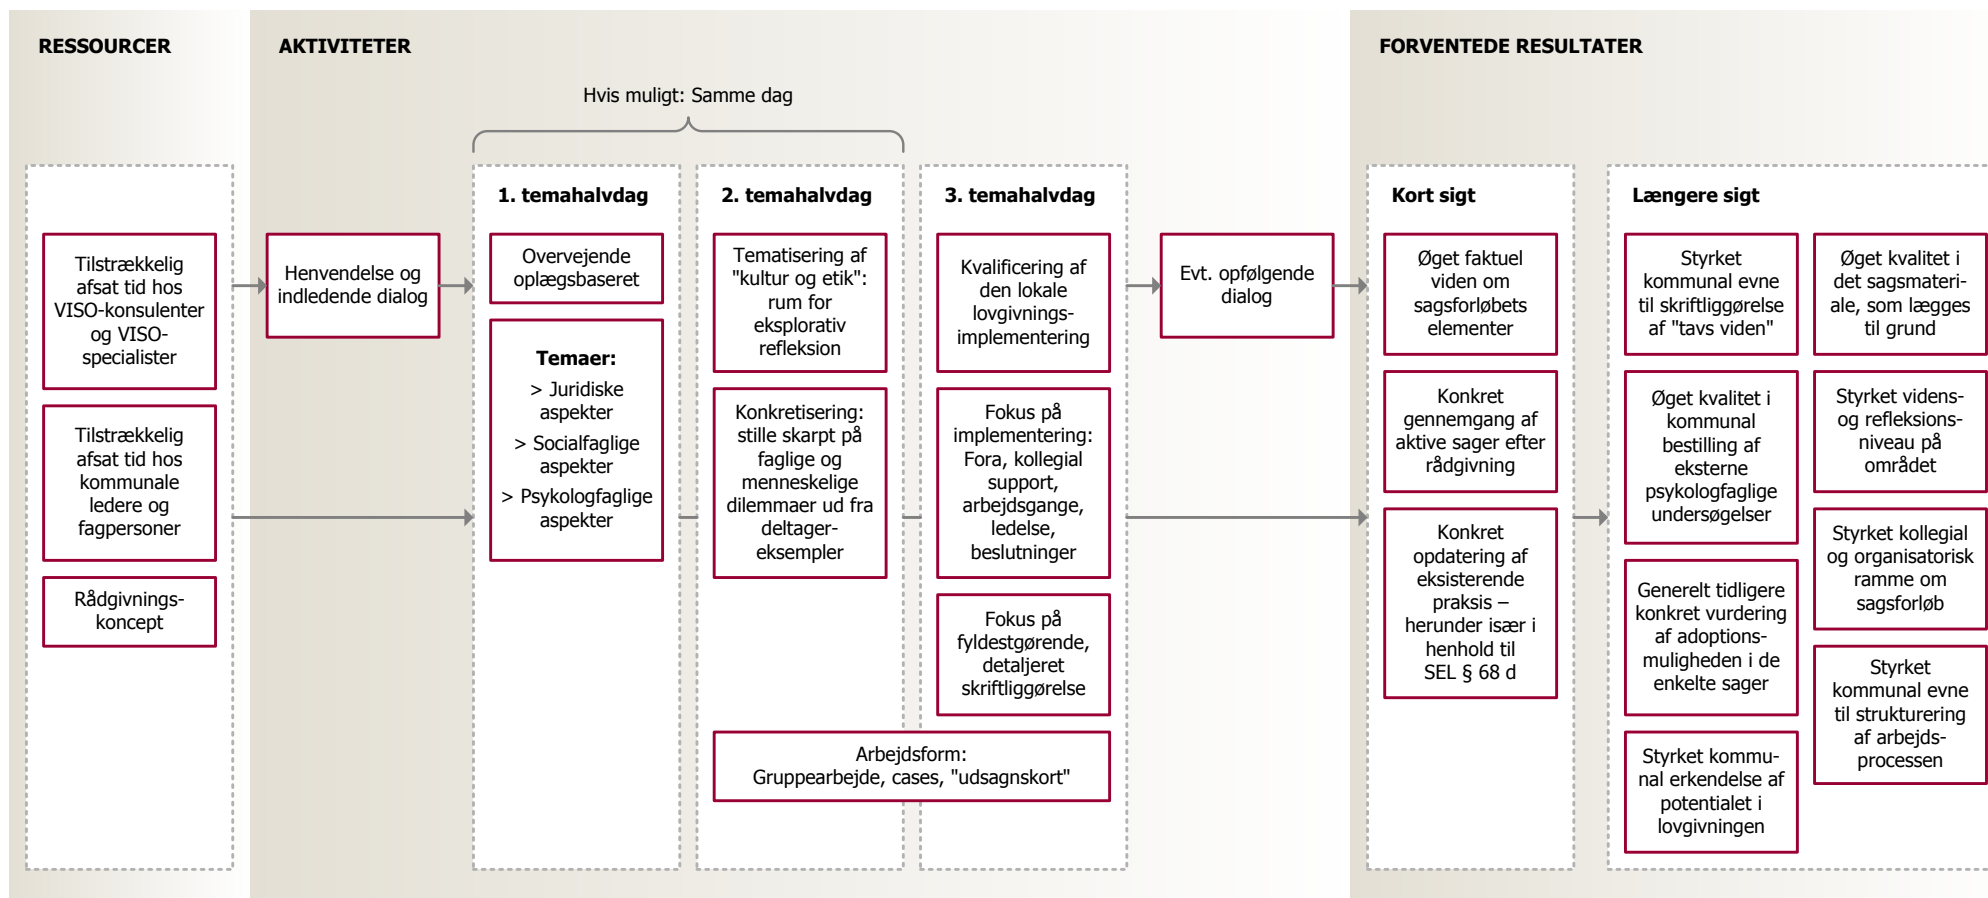 RESSOURCER
AKTIVITETER
FORVENTEDE RESULTATER
Hvis muligt: Samme dag
Tilstrækkelig
afsat tid hos
VISO-konsulenter
og VISO-
specialister
Tilstrækkelig
afsat tid hos
kommunale
ledere og
fagpersoner
Rådgivnings-
koncept
Henvendelse og
indledende dialog
1. temahalvdag
Overvejende
oplægsbaseret
Temaer:
> Juridiske
aspekter
> Socialfaglige
aspekter
> Psykologfaglige
aspekter
2. temahalvdag
Tematisering af
"kultur og etik":
rum for
eksplorativ
refleksion
Konkretisering:
stille skarpt på
faglige og
menneskelige
dilemmaer ud fra
deltager-
eksempler
3. temahalvdag
Kvalificering af
den lokale
lovgivnings-
implementering
Fokus på
implementering:
Fora, kollegial
support,
arbejdsgange,
ledelse,
beslutninger
Fokus på
fyldestgørende,
detaljeret
skriftliggørelse
Arbejdsform:
Gruppearbejde, cases, "udsagnskort"
Evt. opfølgende
dialog
Kort sigt
Øget faktuel
viden om
sagsforløbets
elementer
Konkret
gennemgang af
aktive sager efter
rådgivning
Konkret
opdatering af
eksisterende
praksis –
herunder især i
henhold til
SEL § 68 d
Længere sigt
Styrket
kommunal evne
til skriftliggørelse
af "tavs viden"
Øget kvalitet i
kommunal
bestilling af
eksterne
psykologfaglige
undersøgelser
Generelt tidligere
konkret vurdering
af adoptions-
muligheden i de
enkelte sager
Styrket kommu-
nal erkendelse af
potentialet i
lovgivningen
Øget kvalitet i
det sagsmateri-
ale, som lægges
til grund
Styrket videns-
og refleksions-
niveau på
området
Styrket kollegial
og organisatorisk
ramme om
sagsforløb
Styrket
kommunal evne
til strukturering
af arbejds-
processen